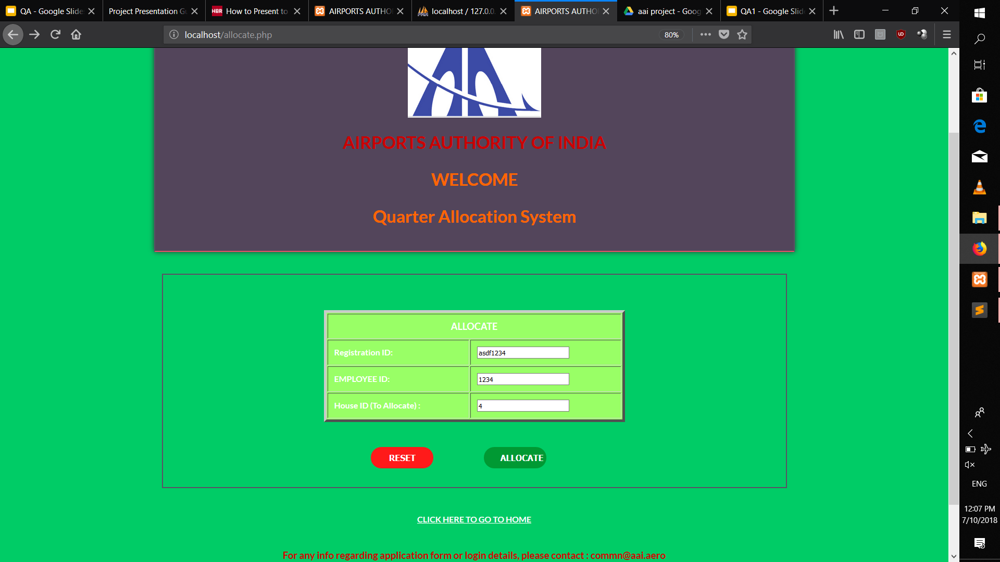 QA - Google Slide
Project Presentation Gu
HBR How to Present to
AIRPORTS AUTHO
localhost / 127.0.0.
AIRPORTS AUTHO
aai project - Goog
QA1 - Google Slide
localhost/allocate.php
80%
AIRPORTS AUTHORITY OF INDIA
WELCOME
Quarter Allocation System
ALLOCATE
Registration ID: asdf1234
EMPLOYEE ID: 1234
House ID (To Allocate) : 4
RESET ALLOCATE
CLICK HERE TO GO TO HOME
For any info regarding application form or login details, please contact : commn@aai.aero
ENG
12:07 PM
7/10/2018